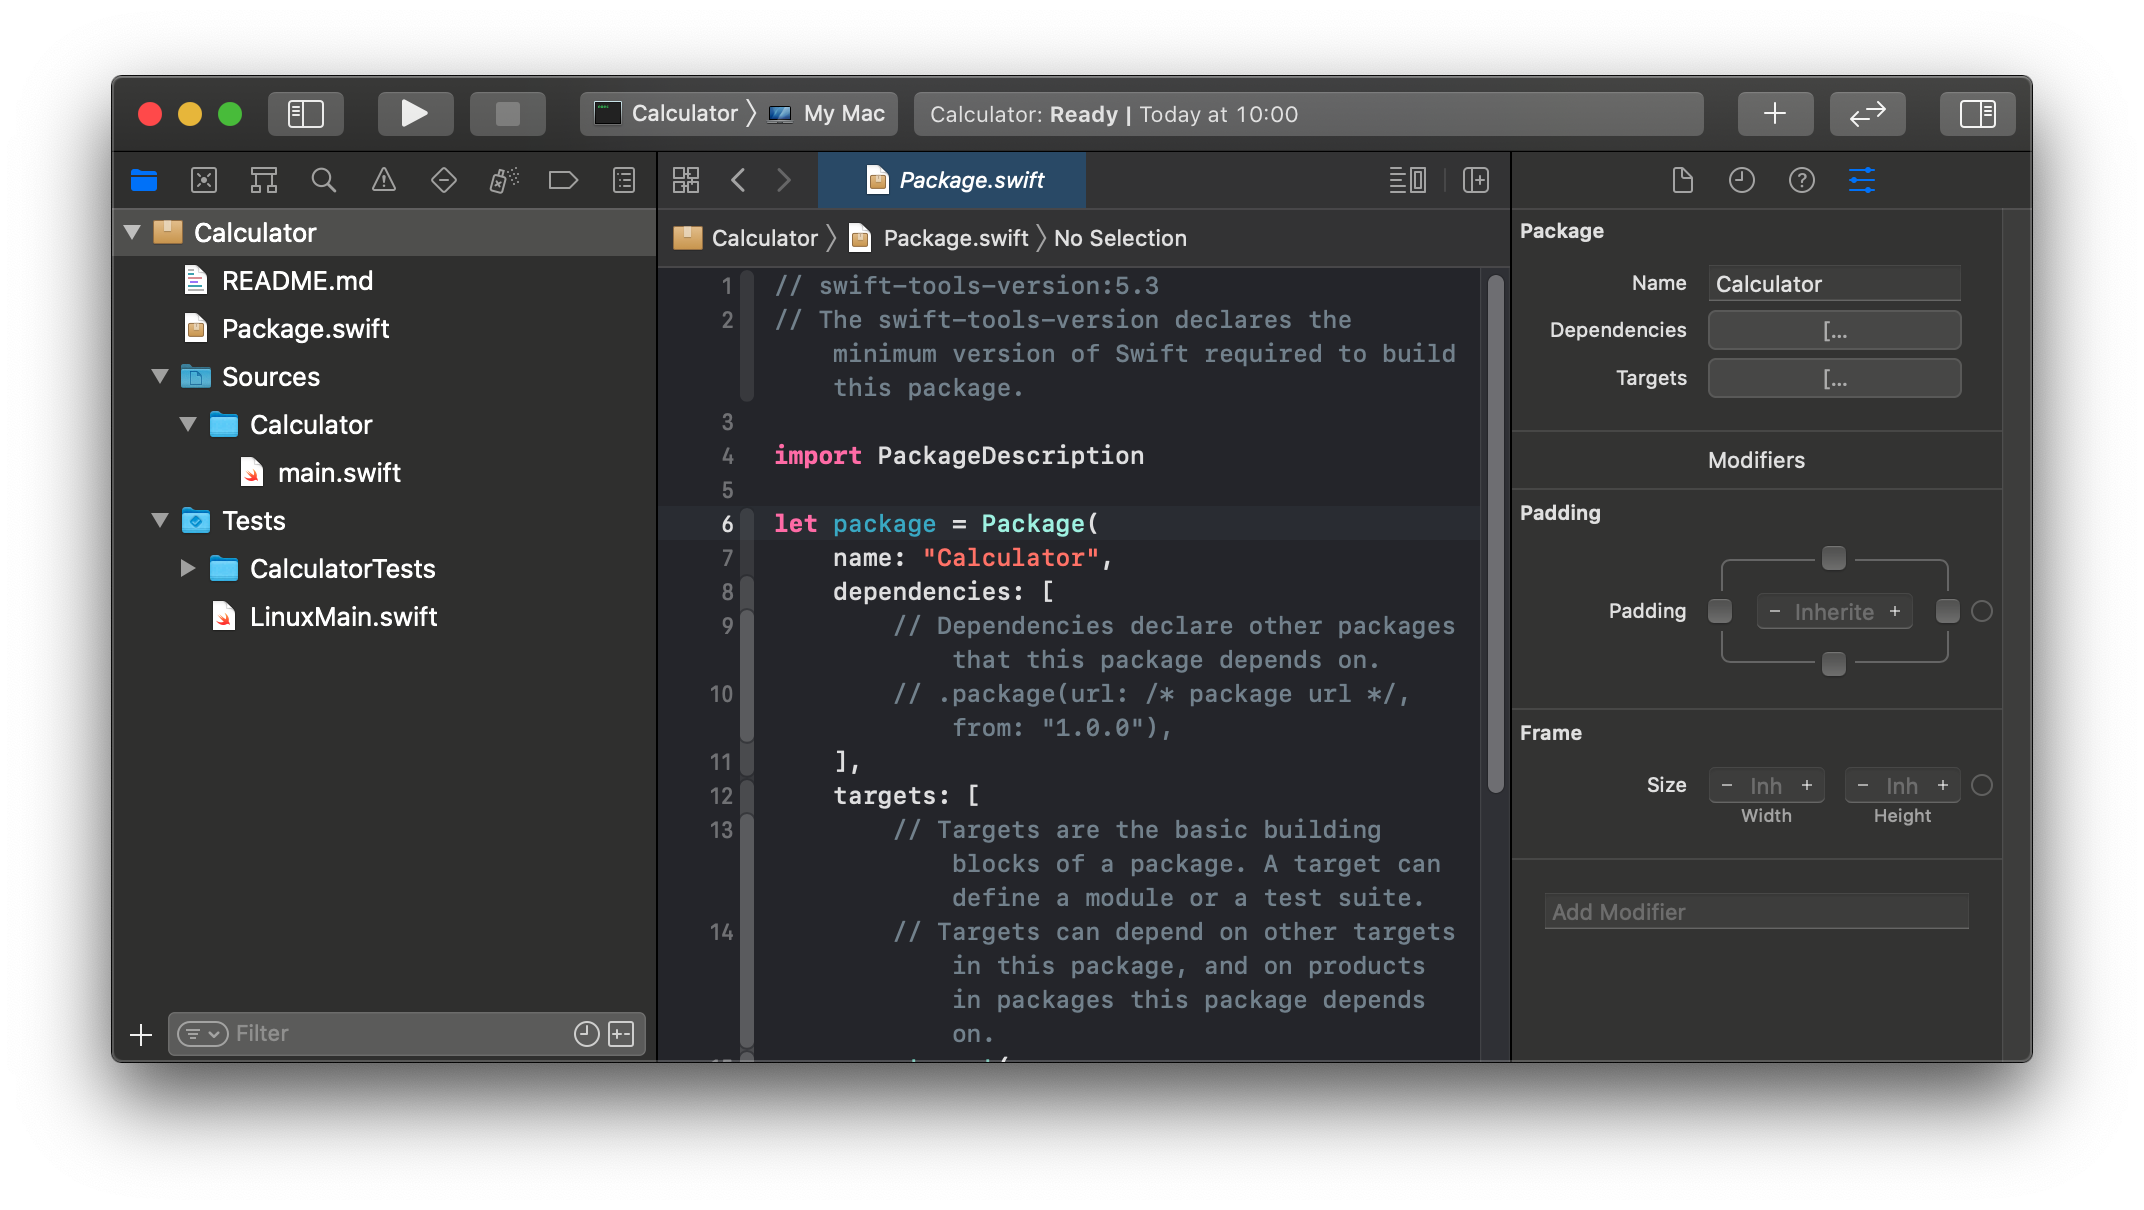 Calculator
My Mac
Calculator: Ready | Today at 10:00
Calculator
README.md
Package.swift
Sources
Calculator
main.swift
Tests
CalculatorTests
LinuxMain.swift
Filter
Package.swift
Calculator
Package.swift
No Selection
1 // swift-tools-version:5.3
2 // The swift-tools-version declares the
minimum version of Swift required to build
this package.
3
4 import PackageDescription
5
6 let package = Package(
7 name: "Calculator",
8 dependencies: [
9 // Dependencies declare other packages
that this package depends on.
10 // .package(url: /* package url */,
from: "1.0.0"),
11 ],
12 targets: [
13 // Targets are the basic building
blocks of a package. A target can
define a module or a test suite.
14 // Targets can depend on other targets
in this package, and on products
in packages this package depends
on.
Package
Name Calculator
Dependencies [...
Targets [...
Modifiers
Padding
Padding - Inherite +
Frame
Size - Inh + - Inh +
Width Height
Add Modifier